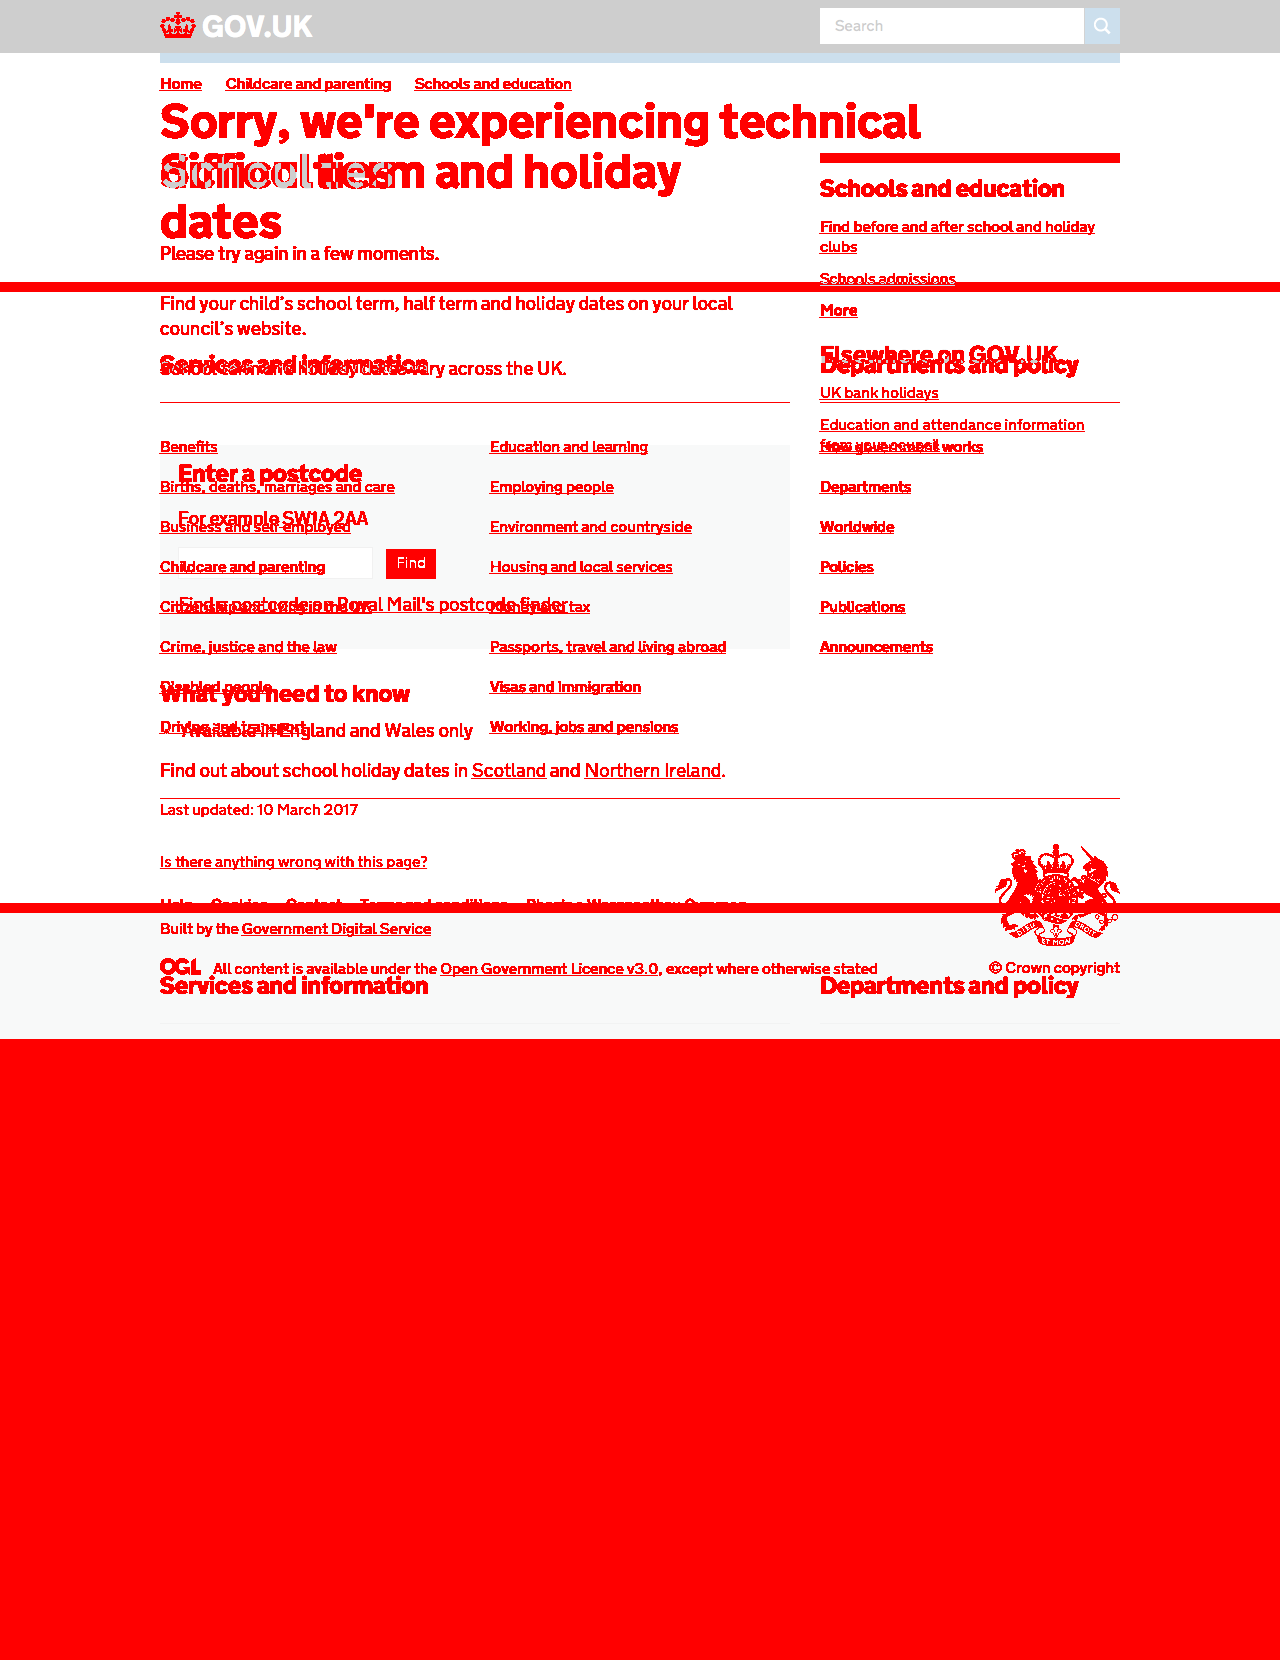 GOV.UK
Search
Home Childcare and parenting Schools and education
Sorry, we're experiencing technical
difficulties
term and holiday
dates
Please try again in a few moments.
Find your child's school term, half term and holiday dates on your local
council's website.
Services and information
School term and holiday dates vary across the UK.
Schools and education
Find before and after school and holiday
clubs
Schools admissions
More
Elsewhere on GOV.UK
Departments and policy
UK bank holidays
Education and attendance information
from your council
How government works
Departments
Worldwide
Policies
Publications
Announcements
Benefits
Education and learning
Enter a postcode
Births, deaths, marriages and care
Employing people
For example SW1A 2AA
Business and self-employed
Environment and countryside
Find
Childcare and parenting
Housing and local services
Find a postcode on Royal Mail's postcode finder
Citizenship and living in the UK
Money and tax
Crime, justice and the law
Passports, travel and living abroad
Disabled people
What you need to know
Visas and immigration
Driving and transport
Available in England and Wales only
Working, jobs and pensions
Find out about school holiday dates in Scotland and Northern Ireland.
Last updated: 10 March 2017
Is there anything wrong with this page?
Help Cookies Contact Terms and conditions Rhestr o Wasanaethau Cymraeg
Built by the Government Digital Service
OGL All content is available under the Open Government Licence v3.0, except where otherwise stated
© Crown copyright
Services and information
Departments and policy